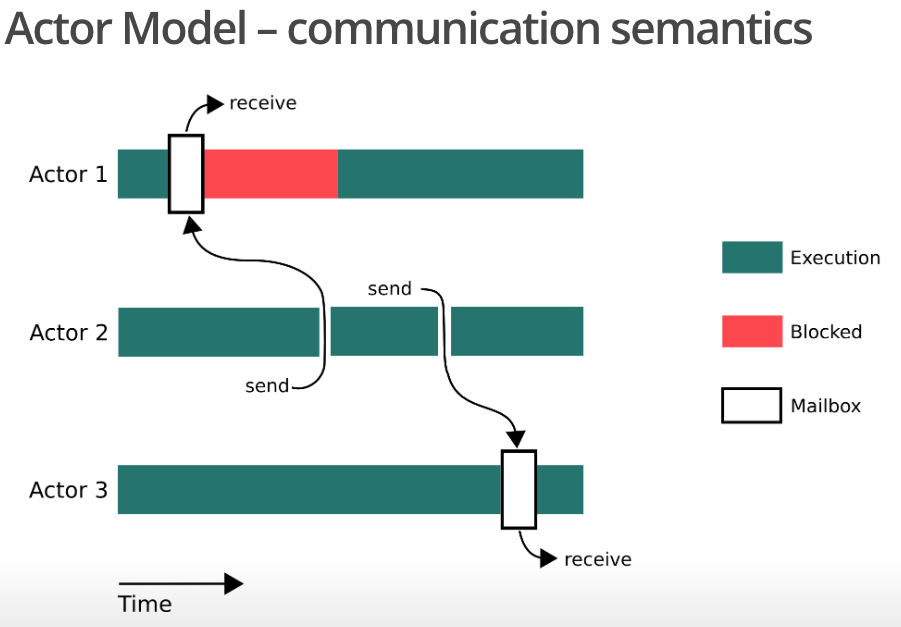 Actor Model – communication semantics
receive
Actor 1
Execution
send
Actor 2
Blocked
send
Mailbox
Actor 3
receive
Time